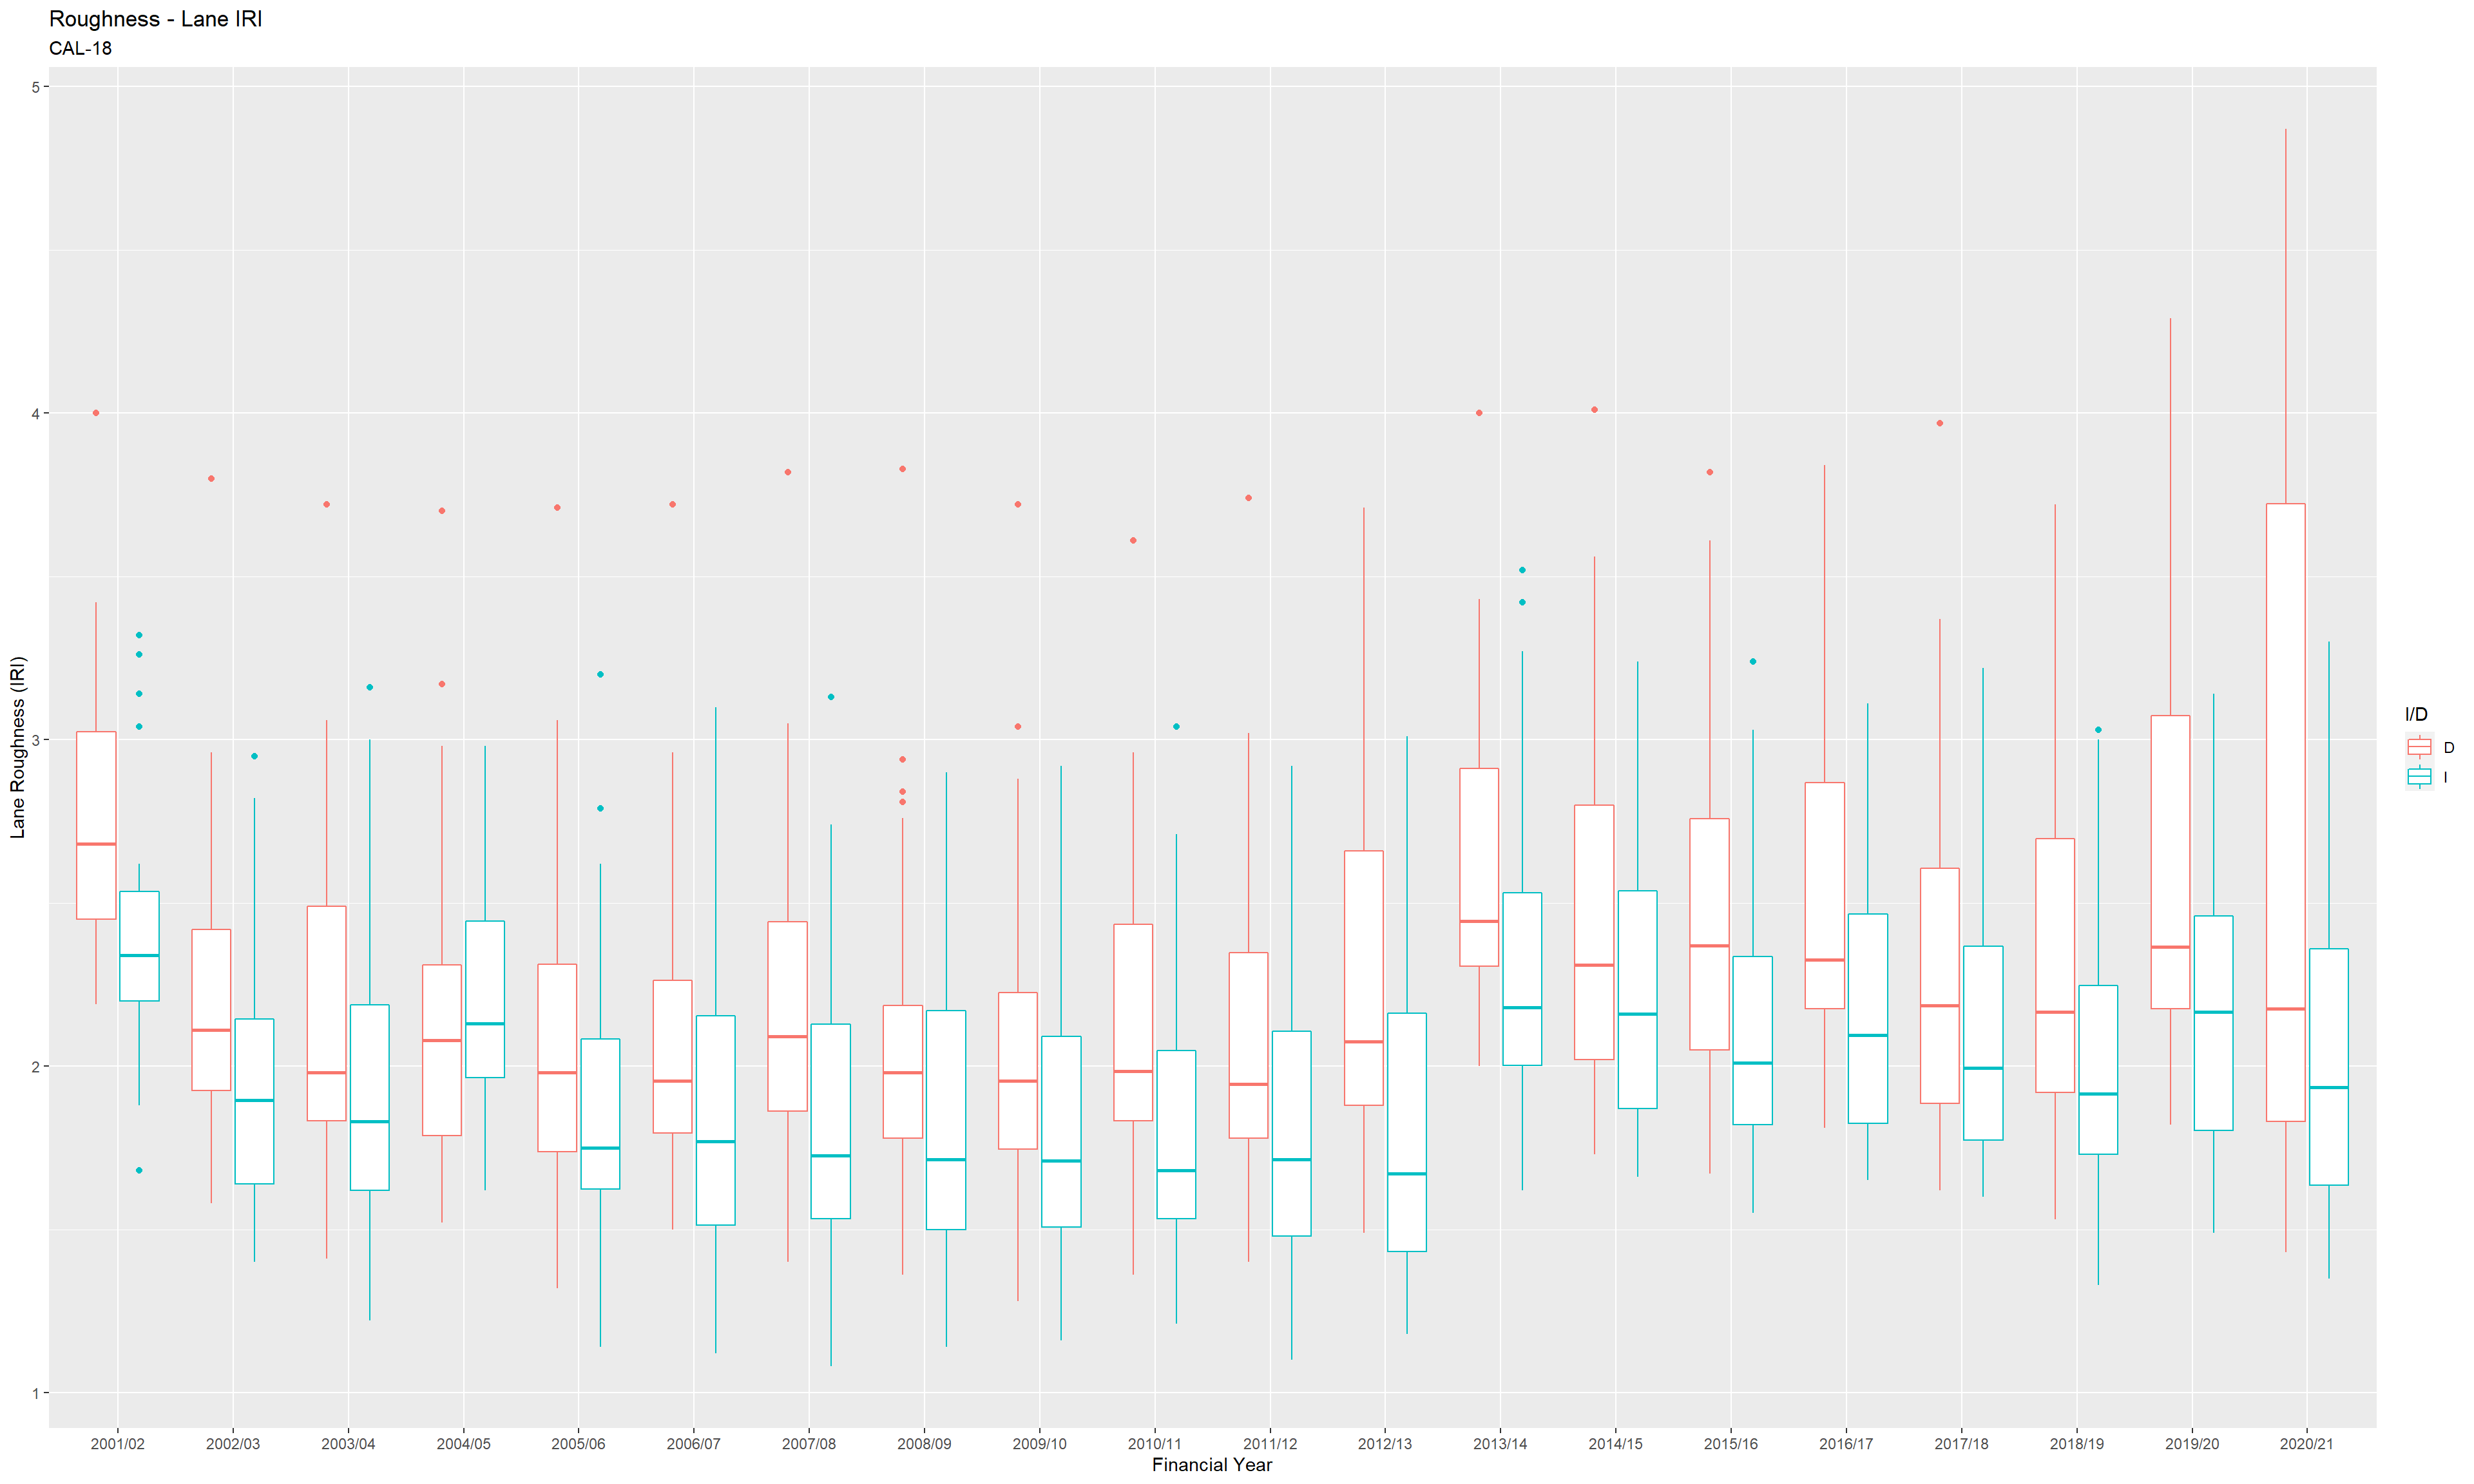 Roughness - Lane IRI
CAL-18
Lane Roughness (IRI)
5
4
3
2
1
2001/02 2002/03 2003/04 2004/05 2005/06 2006/07 2007/08 2008/09 2009/10 2010/11 2011/12 2012/13 2013/14 2014/15 2015/16 2016/17 2017/18 2018/19 2019/20 2020/21
Financial Year
I/D
D
I